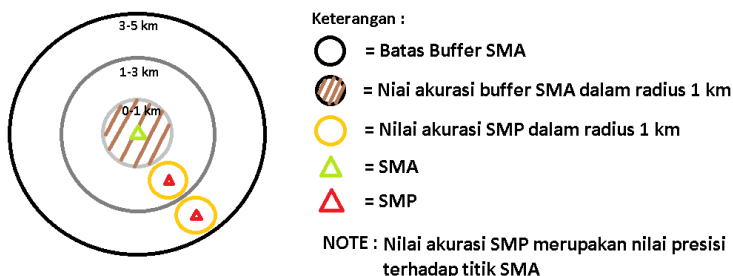 3-5 km
1-3 km
0-1 km
Keterangan :
= Batas Buffer SMA
= Niai akurasi buffer SMA dalam radius 1 km
= Nilai akurasi SMP dalam radius 1 km
= SMA
= SMP
NOTE : Nilai akurasi SMP merupakan nilai presisi
terhadap titik SMA